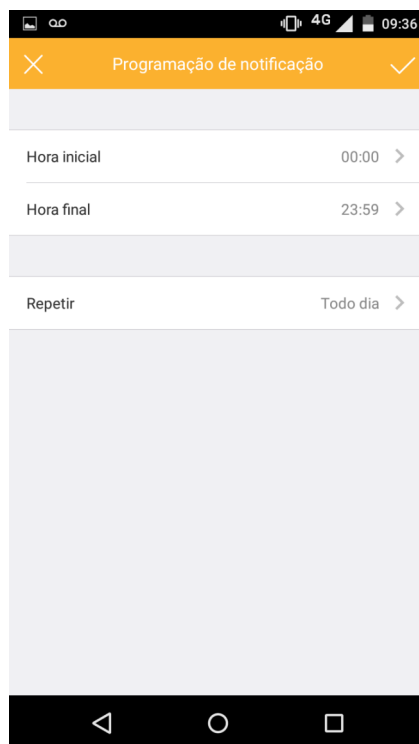 4G 09:36
Programação de notificação
Hora inicial 00:00
Hora final 23:59
Repetir Todo dia